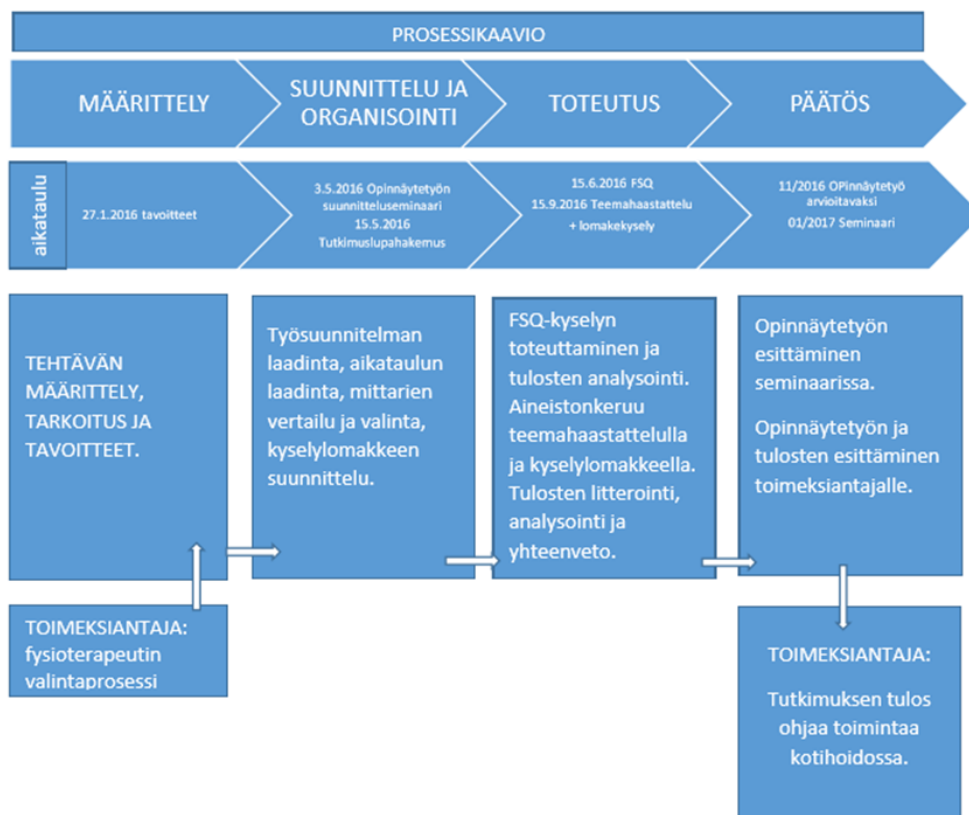 PROSESSIKAAVIO
MÄÄRITTELY
SUUNNITTELU JA
ORGANISOINTI
TOTEUTUS
PÄÄTÖS
aikataulu
27.1.2016 tavoitteet
3.5.2016 Opinnäytetyön
suunnitteluseminaari
15.5.2016
Tutkimuslupahakemus
15.6.2016 FSQ
15.9.2016 Teemahaastattelu
+ lomakekysely
11/2016 OPinnäytetyö
arvioitavaksi
01/2017 Seminaari
TEHTÄVÄN
MÄÄRITTELY,
TARKOITUS JA
TAVOITTEET.
Työsuunnitelman
laadinta, aikataulun
laadinta, mittarien
vertailu ja valinta,
kyselylomakkeen
suunnittelu.
FSQ-kyselyn
toteuttaminen ja
tulosten analysointi.
Aineistonkeruu
teemahaastattelulla
ja kyselylomakkeella.
Tulosten litterointi,
analysointi ja
yhteenveto.
Opinnäytetyön
esittäminen
seminaarissa.
Opinnäytetyön ja
tulosten esittäminen
toimeksiantajalle.
TOIMEKSIANTAJA:
fysioterapeutin
valintaprosessi
TOIMEKSIANTAJA:
Tutkimuksen tulos
ohjaa toimintaa
kotihoidossa.